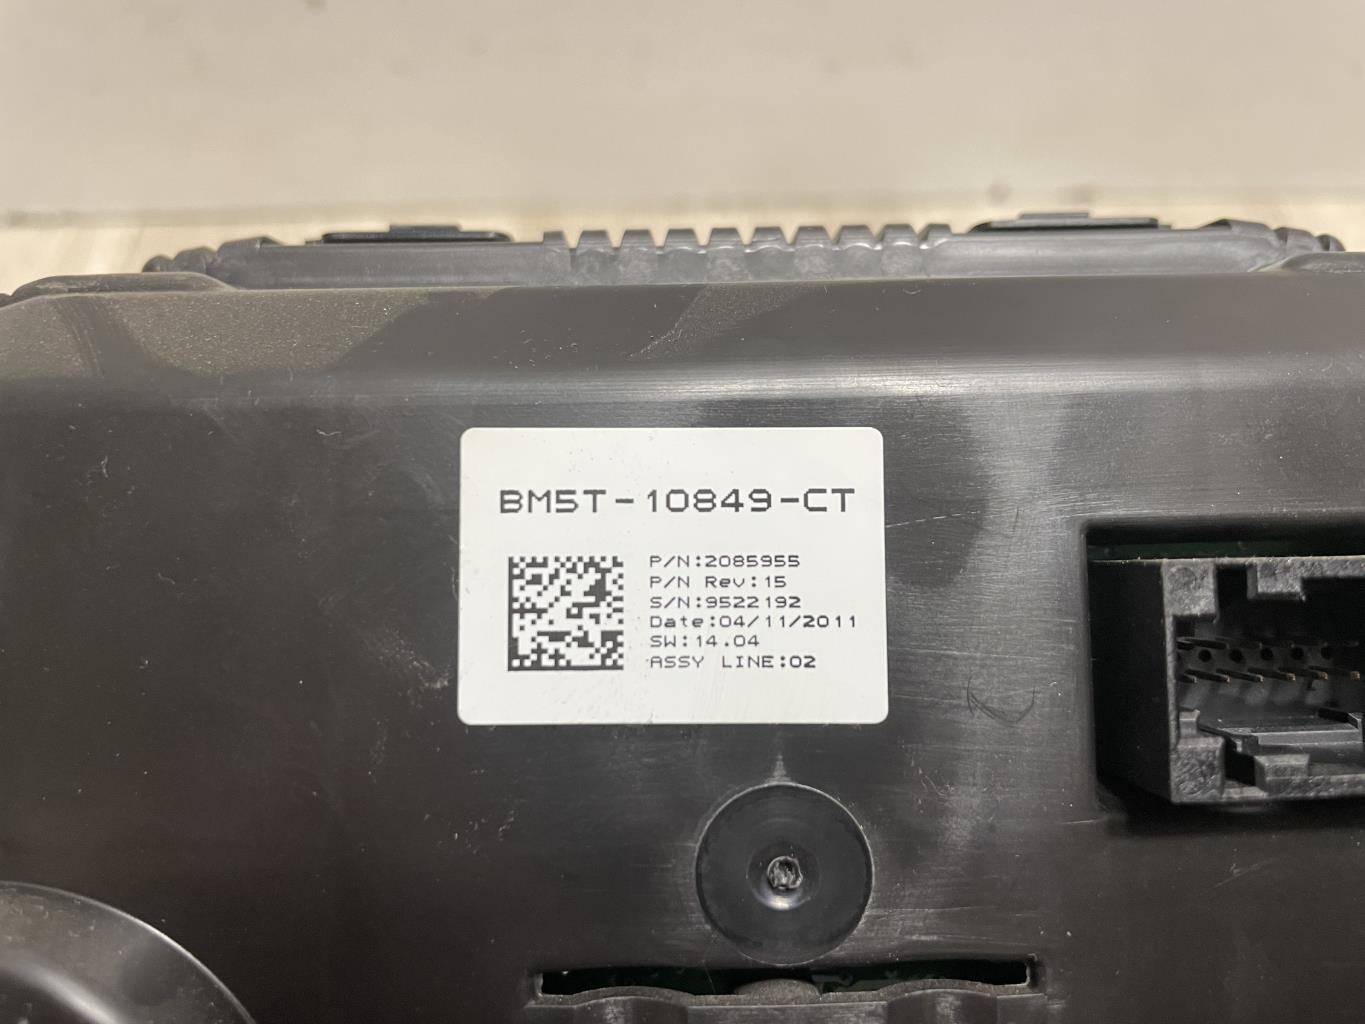 BM5T-10849-CT
P/N:2085955
P/N Rev:15
S/N:9522192
Date:04/11/2011
SW:14.04
ASSY LINE:02